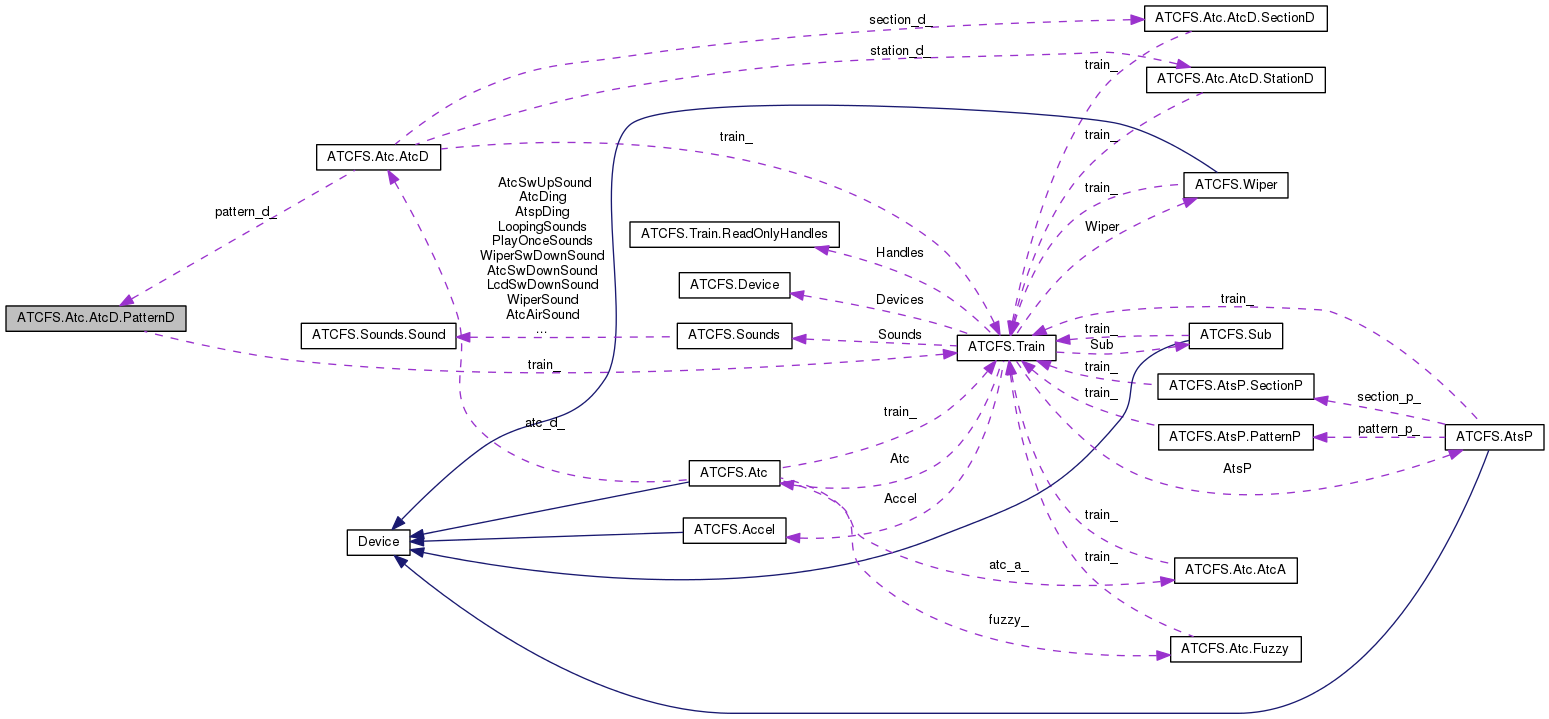 ATCFS.Atc.AtcD.SectionD
section_d_
station_d_
train_
ATCFS.Atc.AtcD.StationD
train_
train_
ATCFS.Atc.AtcD
AtcSwUpSound
AtcDing
AtspDing
LoopingSounds
PlayOnceSounds
WiperSwDownSound
AtcSwDownSound
LcdSwDownSound
WiperSound
AtcAirSound
...
train_
ATCFS.Wiper
pattern_d_
Wiper
ATCFS.Train.ReadOnlyHandles
Handles
ATCFS.Device
Devices
train_
ATCFS.Atc.AtcD.PatternD
ATCFS.Sounds.Sound
ATCFS.Sounds
Sounds
ATCFS.Train
train_
Sub
ATCFS.Sub
train_
train_
ATCFS.AtsP.SectionP
train_
section_p_
train_
atc_d_
ATCFS.AtsP.PatternP
pattern_p_
ATCFS.AtsP
Atc
AtsP
ATCFS.Atc
Accel
train_
ATCFS.Accel
Device
atc_a_
train_
ATCFS.Atc.AtcA
fuzzy_
ATCFS.Atc.Fuzzy